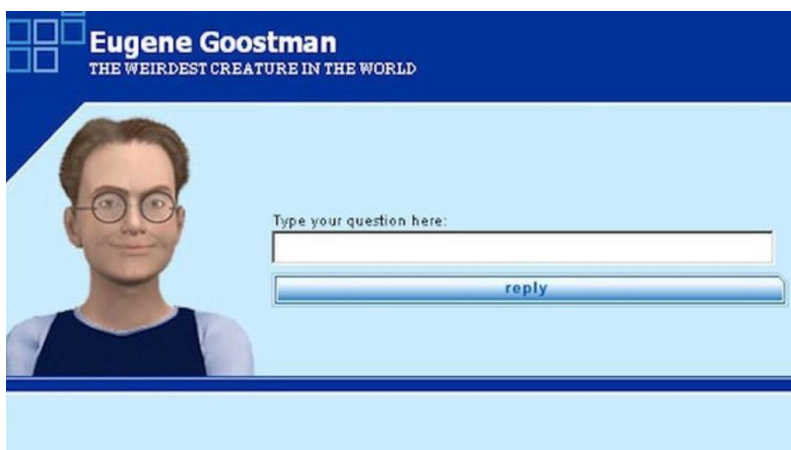 Eugene Goostman
THE WEIRDEST CREATURE IN THE WORLD
Type your question here:
reply